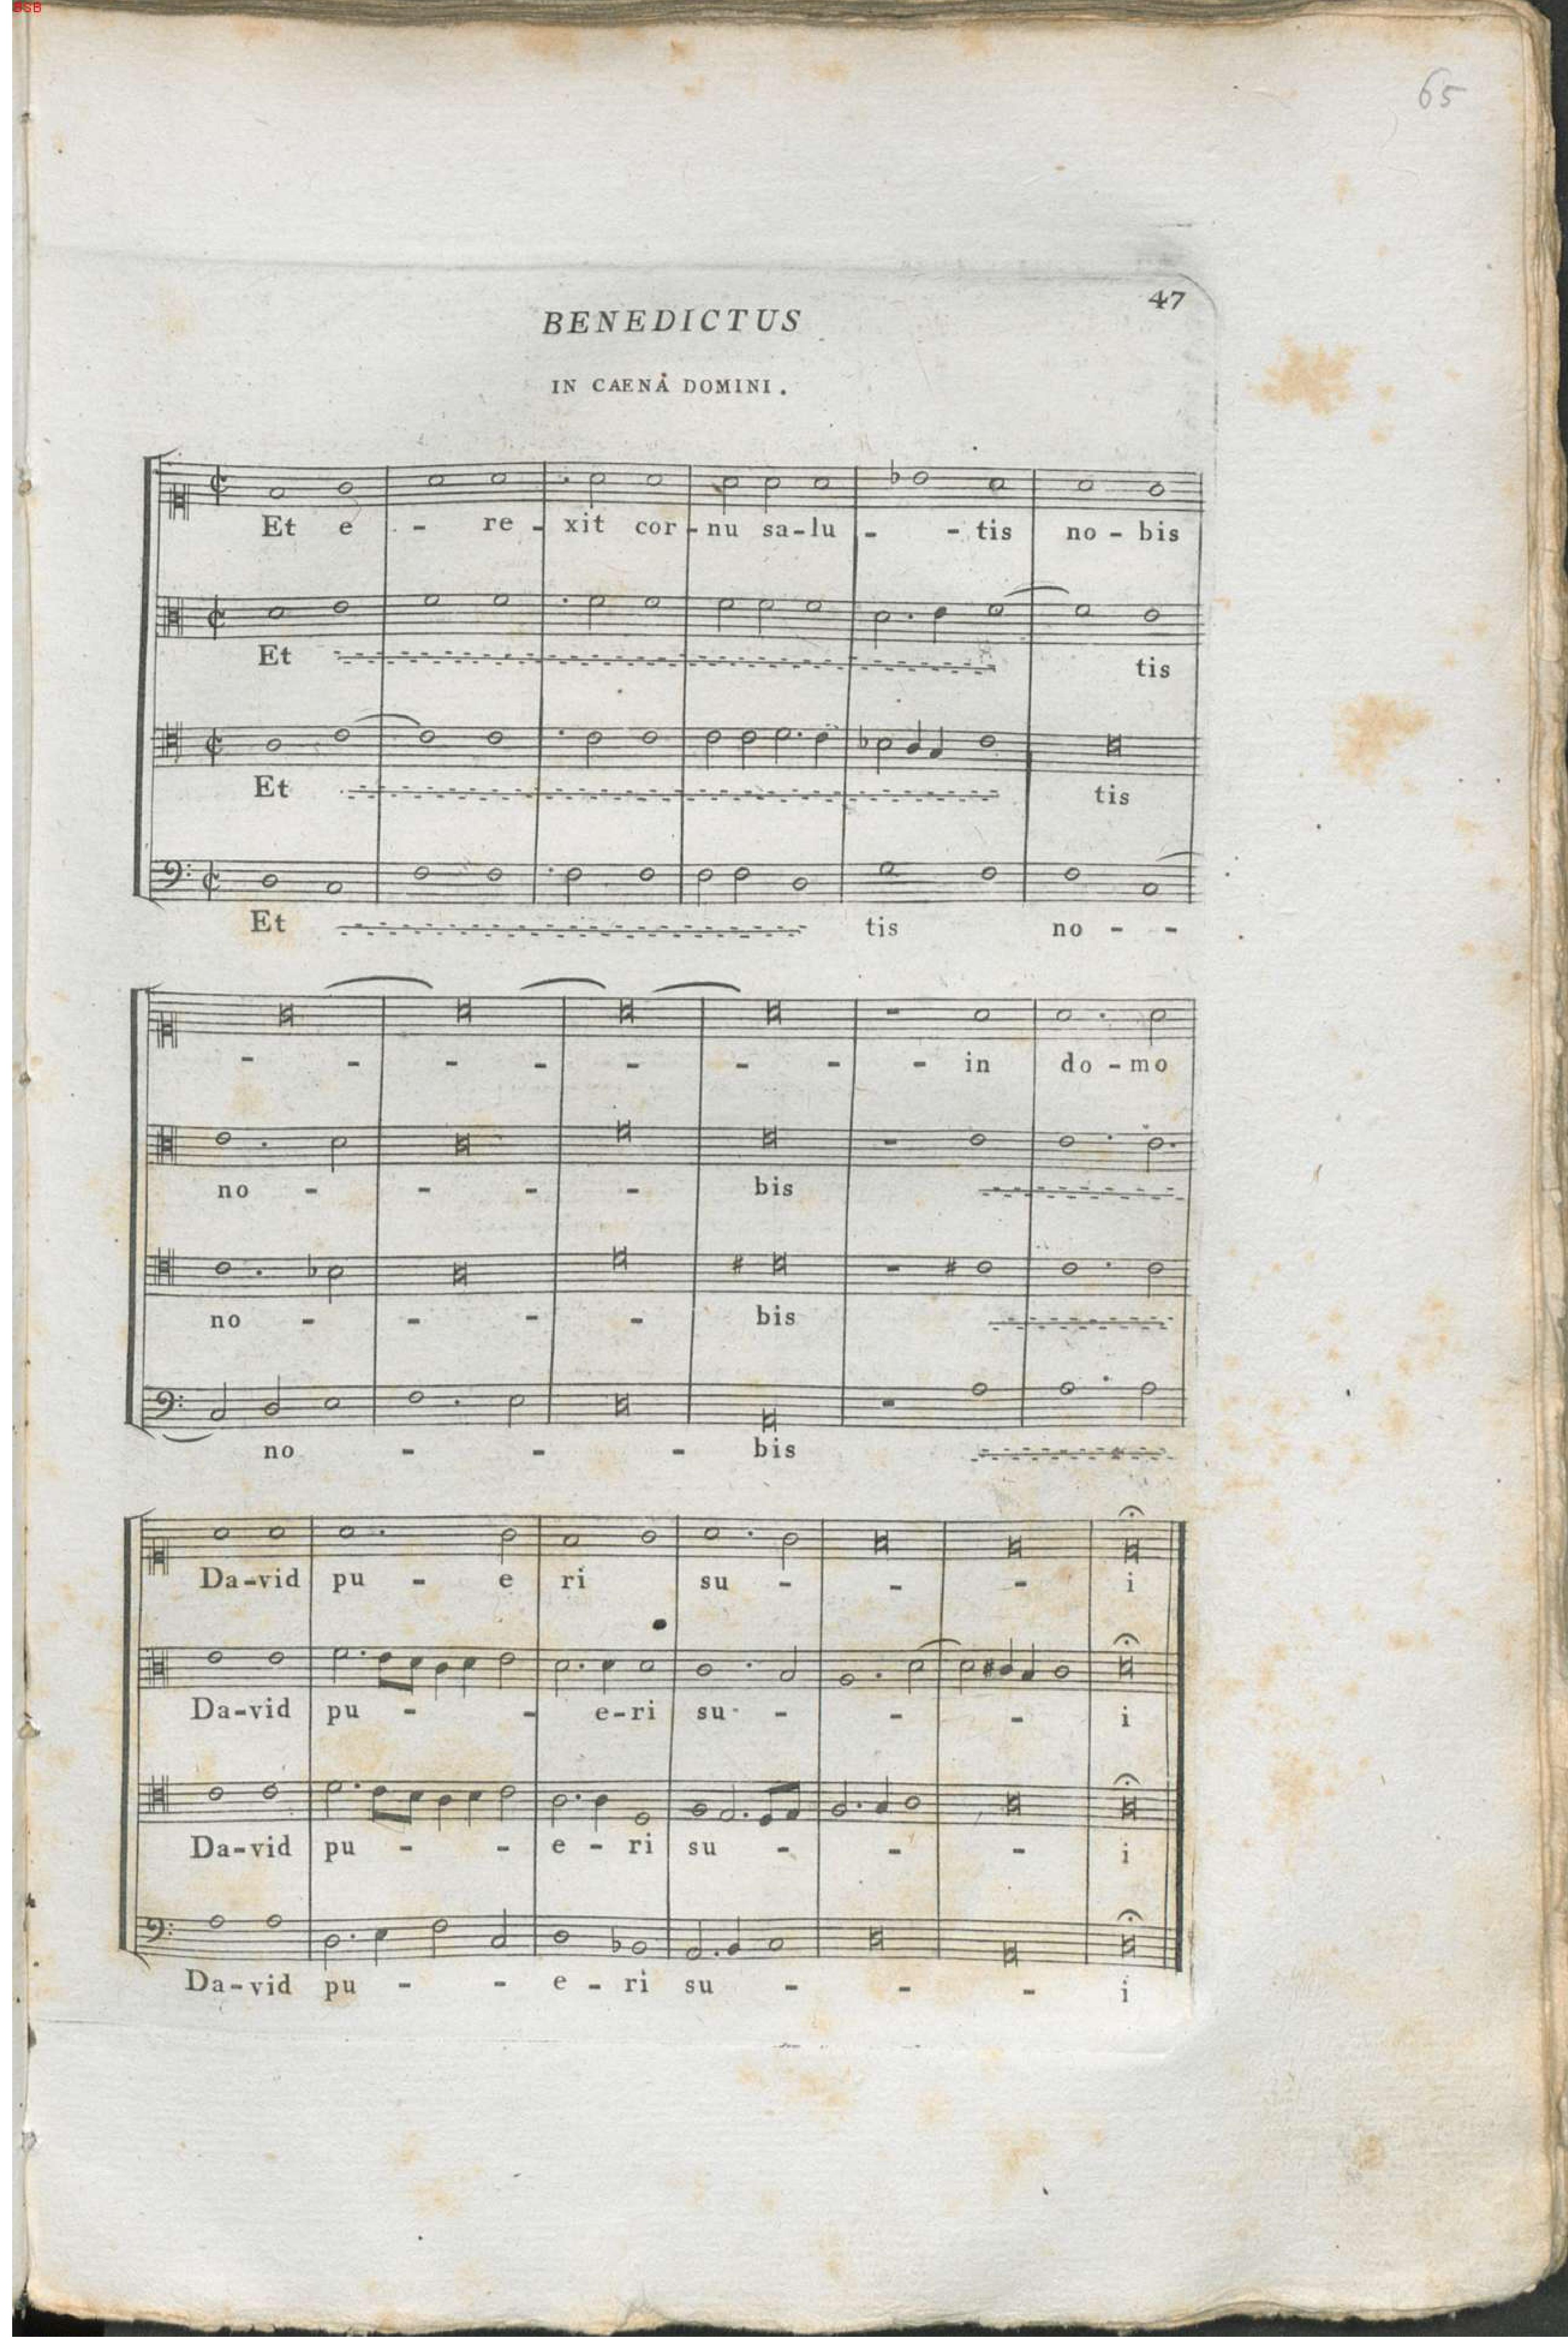 BSB
65
47
BENEDICTUS
IN CAENÀ DOMINI.
Et e - re - xit cor - nu sa - lu - - tis no - bis
Et tis
Et tis
Et tis no - -
- - - - - - - - in do - mo
no - - - - bis
no - - - - bis
no - - - bis
Da - vid pu - e ri su - - - i
Da - vid pu - - e - ri su - - - - i
Da - vid pu - - e - ri su - - - i
Da - vid pu - - e - ri su - - - i